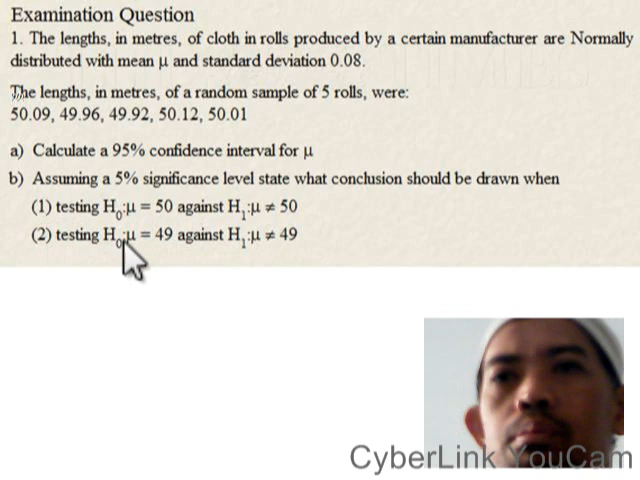 Examination Question
1. The lengths, in metres, of cloth in rolls produced by a certain manufacturer are Normally
distributed with mean μ and standard deviation 0.08.
The lengths, in metres, of a random sample of 5 rolls, were:
50.09, 49.96, 49.92, 50.12, 50.01
a) Calculate a 95% confidence interval for μ
b) Assuming a 5% significance level state what conclusion should be drawn when
(1) testing H₀:μ = 50 against H₁:μ ≠ 50
(2) testing H₀:μ = 49 against H₁:μ ≠ 49
CyberLink YouCam